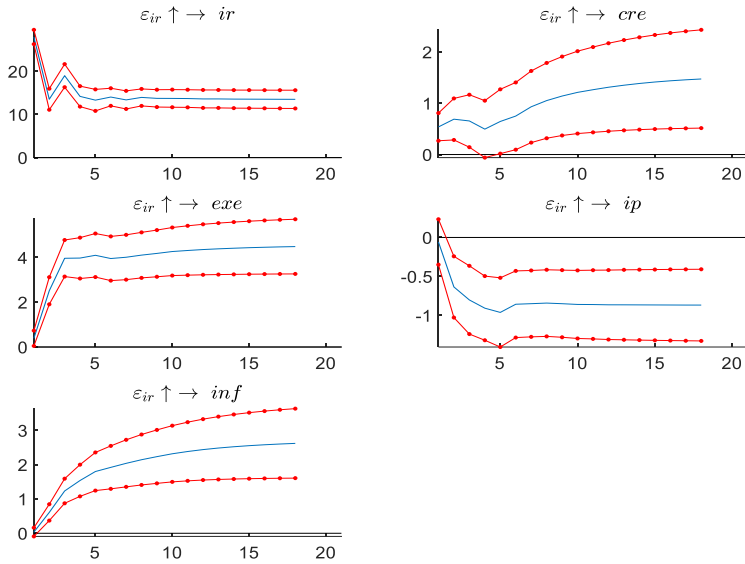 ε_ir ↑ → ir
20
10
0
5 10 15 20
ε_ir ↑ → cre
2
1
0
5 10 15 20
ε_ir ↑ → exe
4
2
0
5 10 15 20
ε_ir ↑ → ip
0
-0.5
-1
5 10 15 20
ε_ir ↑ → inf
3
2
1
0
5 10 15 20